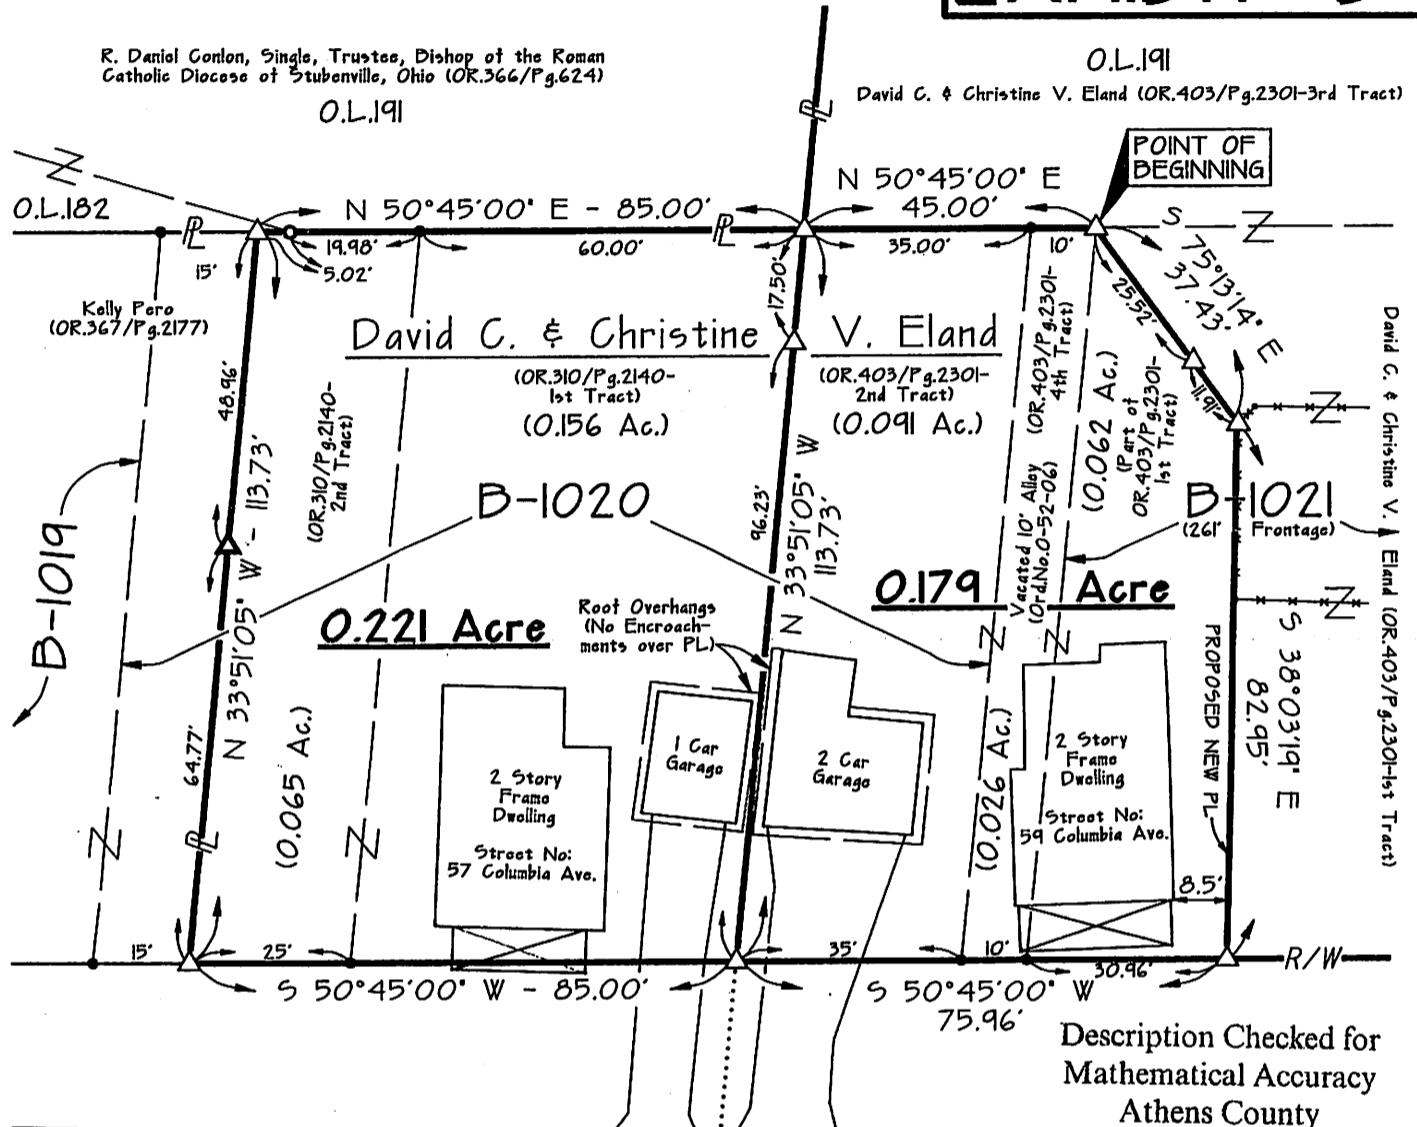 R. Daniel Conlon, Single, Trustee, Bishop of the Roman
Catholic Diocese of Stubenville, Ohio (OR.366/Pg.624)
O.L.191
O.L.191
David C. & Christine V. Eland (OR.403/Pg.2301-3rd Tract)
POINT OF
BEGINNING
O.L.182
PL
PL
PL
N 50°45'00" E - 85.00'
N 50°45'00" E
45.00'
15'
19.98'
5.02'
60.00'
35.00'
10'
S 75°13'14" E
37.43'
25.52'
11.91'
17.50'
Kelly Pero
(OR.367/Pg.2177)
David C. & Christine V. Eland
(OR.310/Pg.2140-
1st Tract)
(0.156 Ac.)
(OR.403/Pg.2301-
2nd Tract)
(0.091 Ac.)
(OR.310/Pg.2140-
2nd Tract)
(0.065 Ac.)
Vacated 10' Alley (OR.403/Pg.2301-
(Ord.No.O-52-06) 4th Tract)
(0.026 Ac.)
(0.062 Ac.)
(Part of
OR.403/Pg.2301-
1st Tract)
David C. & Christine V. Eland (OR.403/Pg.2301-1st Tract)
48.96'
64.77'
N 33°51'05" W - 113.73'
96.23'
N 33°51'05" W
113.73'
B-1019
B-1020
B-1021
(261' Frontage)
0.221 Acre
0.179 Acre
Roof Overhangs
(No Encroach-
ments over PL)
PROPOSED NEW PL
S 38°03'19" E
82.95'
1 Car
Garage
2 Car
Garage
2 Story
Frame
Dwelling
Street No:
57 Columbia Ave.
2 Story
Frame
Dwelling
Street No:
59 Columbia Ave.
8.5'
PL
15'
25'
35'
10'
30.96'
R/W
S 50°45'00" W - 85.00'
S 50°45'00" W
75.96'
Description Checked for
Mathematical Accuracy
Athens County